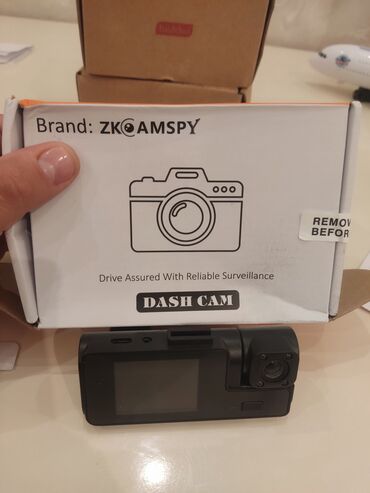 Brand: ZKCAMSPY
REMOV
BEFOR
Drive Assured With Reliable Surveillance
DASH CAM